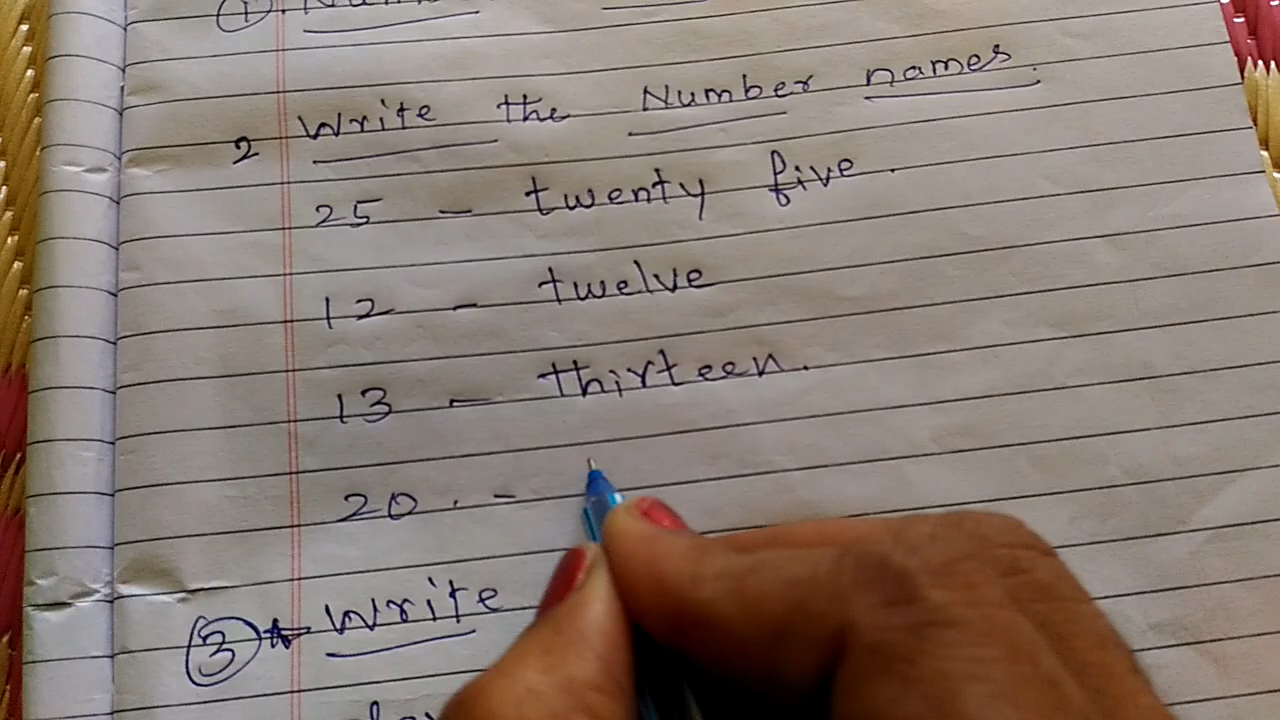 2 Write the Number names.
25 - twenty five.
12 - twelve
13 - thirteen.
20 . -
③ Write